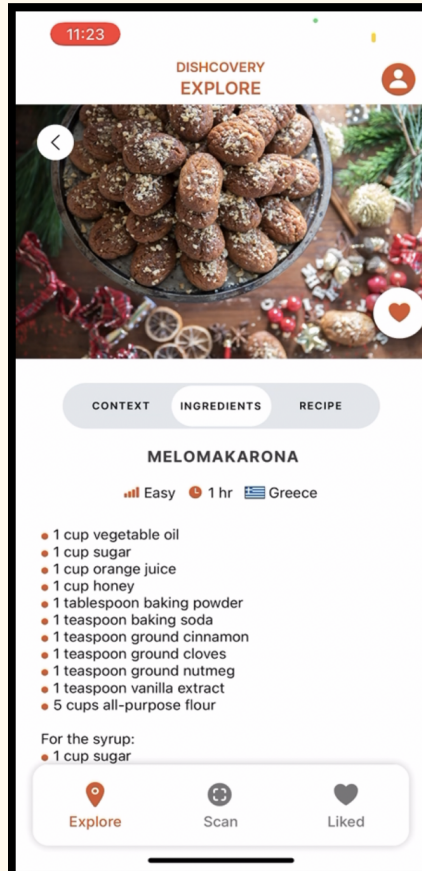 11:23
DISHCOVERY
EXPLORE
CONTEXT INGREDIENTS RECIPE
MELOMAKARONA
Easy 1 hr Greece
1 cup vegetable oil
1 cup sugar
1 cup orange juice
1 cup honey
1 tablespoon baking powder
1 teaspoon baking soda
1 teaspoon ground cinnamon
1 teaspoon ground cloves
1 teaspoon ground nutmeg
1 teaspoon vanilla extract
5 cups all-purpose flour
For the syrup:
1 cup sugar
Explore Scan Liked